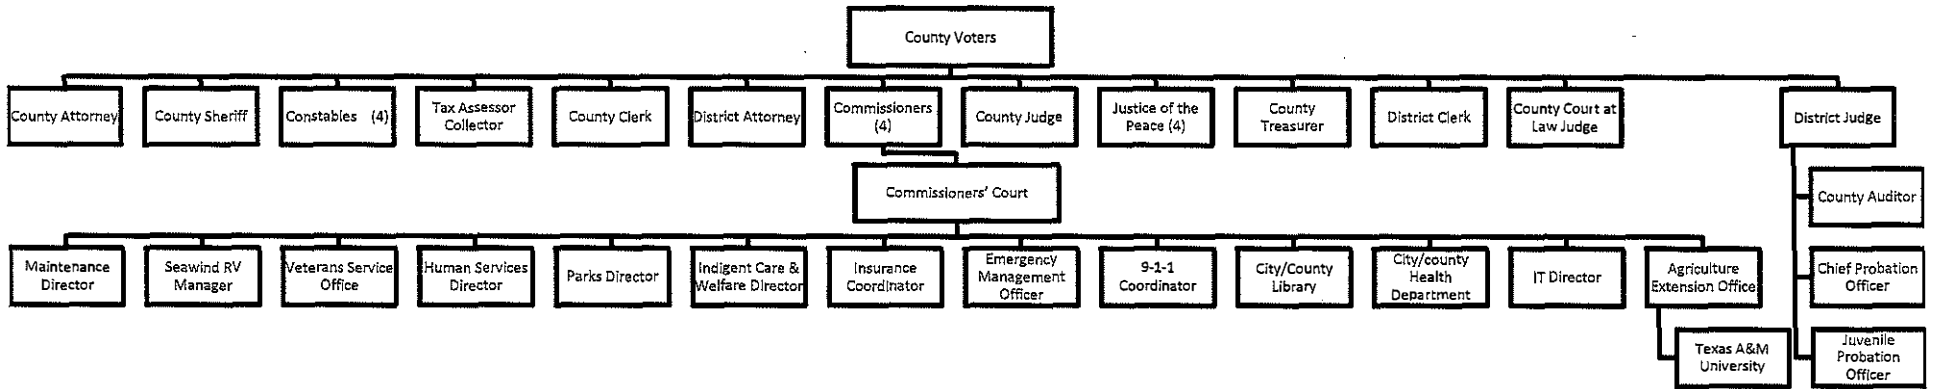 County Voters
County Attorney
County Sheriff
Constables (4)
Tax Assessor
Collector
County Clerk
District Attorney
Commissioners
(4)
County Judge
Justice of the
Peace (4)
County
Treasurer
District Clerk
County Court at
Law Judge
District Judge
Commissioners' Court
County Auditor
Maintenance
Director
Seawind RV
Manager
Veterans Service
Office
Human Services
Director
Parks Director
Indigent Care &
Welfare Director
Insurance
Coordinator
Emergency
Management
Officer
9-1-1
Coordinator
City/County
Library
City/county
Health
Department
IT Director
Agriculture
Extension Office
Chief Probation
Officer
Texas A&M
University
Juvenile
Probation
Officer